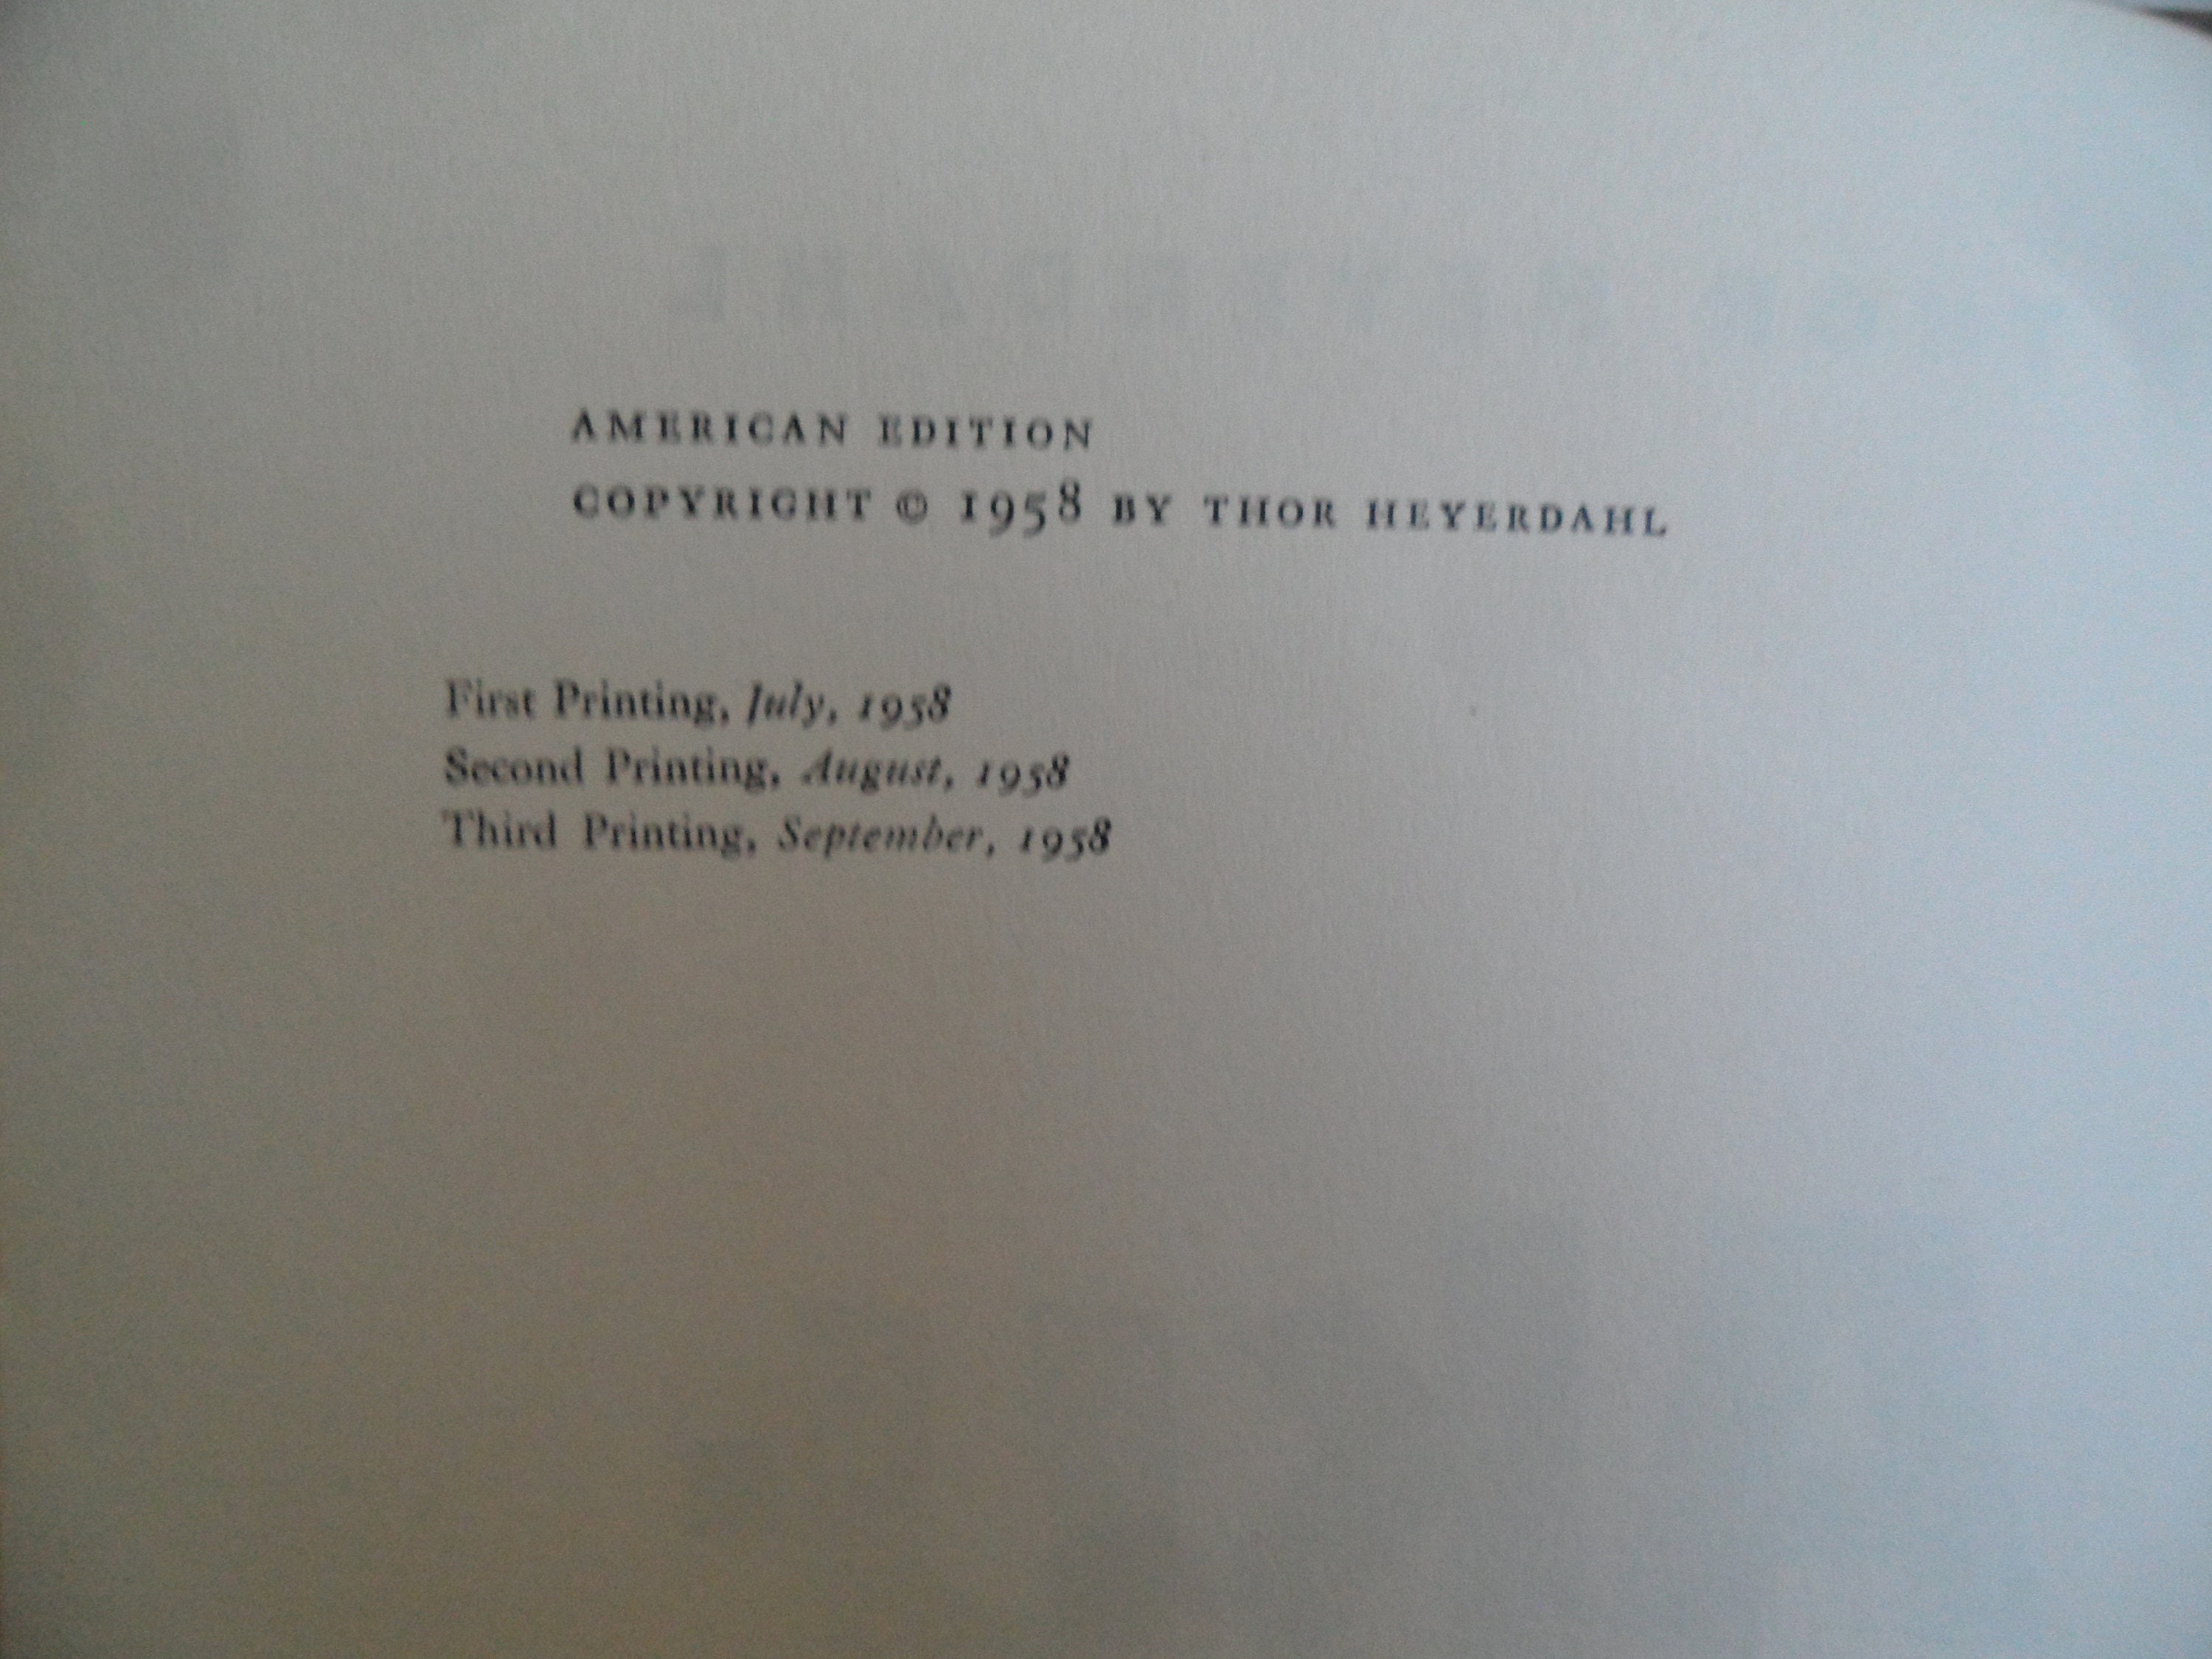 AMERICAN EDITION
COPYRIGHT © 1958 BY THOR HEYERDAHL
First Printing, July, 1958
Second Printing, August, 1958
Third Printing, September, 1958